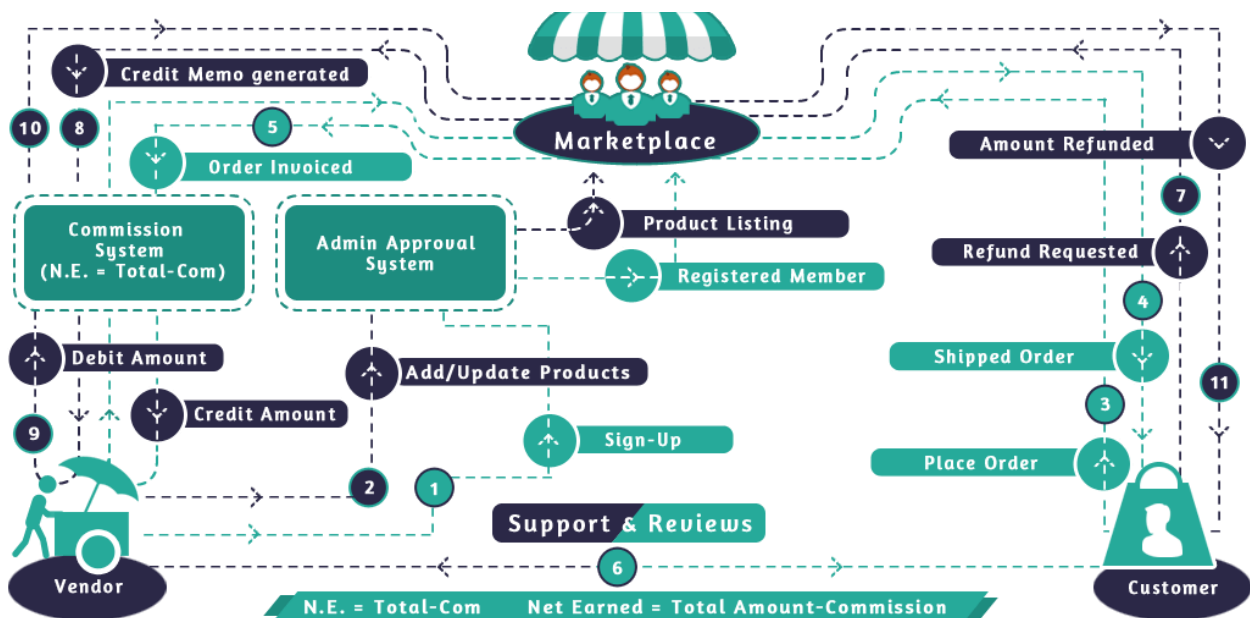 Credit Memo generated
10
8
5
Order Invoiced
Marketplace
Amount Refunded
7
Commission
System
(N.E. = Total-Com)
Admin Approval
System
Product Listing
Registered Member
Refund Requested
4
Debit Amount
Add/Update Products
Shipped Order
11
Credit Amount
3
9
Sign-Up
Place Order
2
1
Support & Reviews
6
Vendor
Customer
N.E. = Total-Com Net Earned = Total Amount-Commission